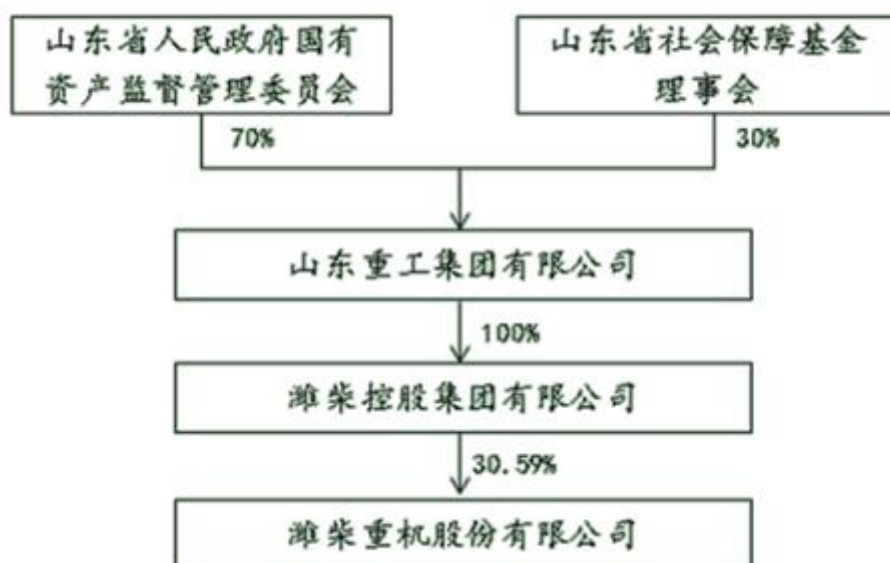 山东省人民政府国有
资产监督管理委员会
山东省社会保障基金
理事会
70%
30%
山东重工集团有限公司
100%
潍柴控股集团有限公司
30.59%
潍柴重机股份有限公司